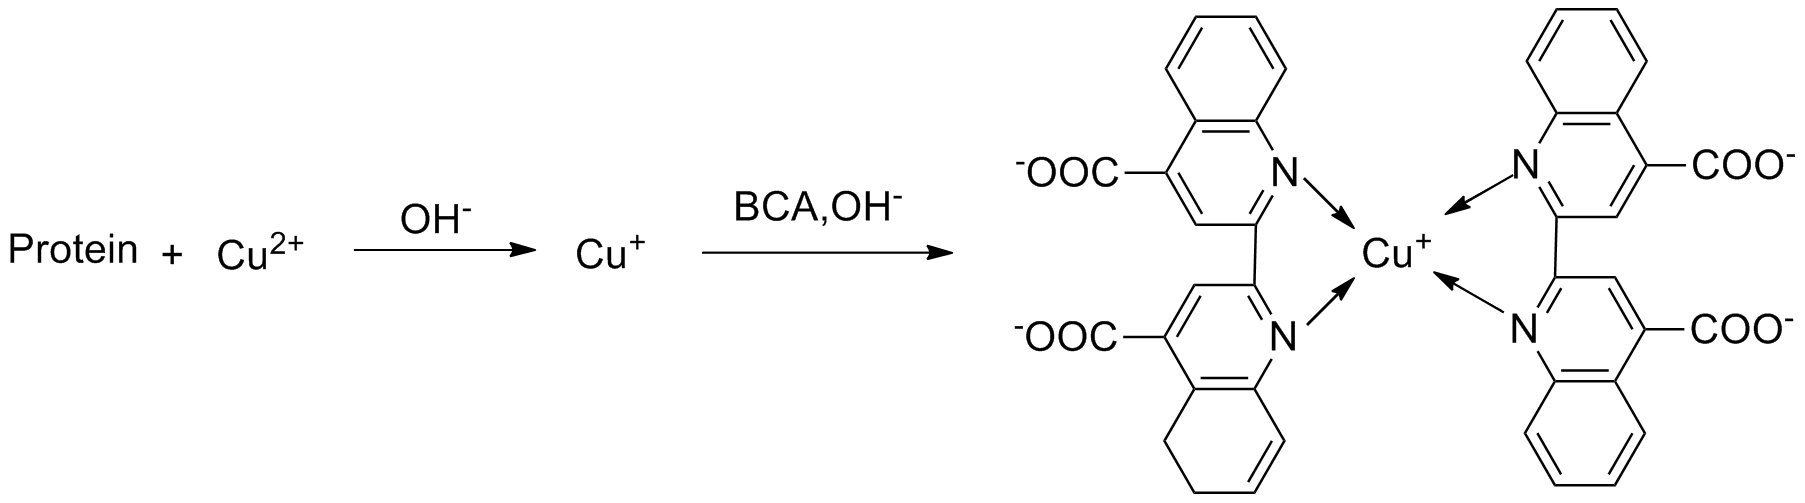 Protein + Cu²⁺
OH⁻
Cu⁺
BCA,OH⁻
⁻OOC
N
N
COO⁻
Cu⁺
⁻OOC
N
N
COO⁻